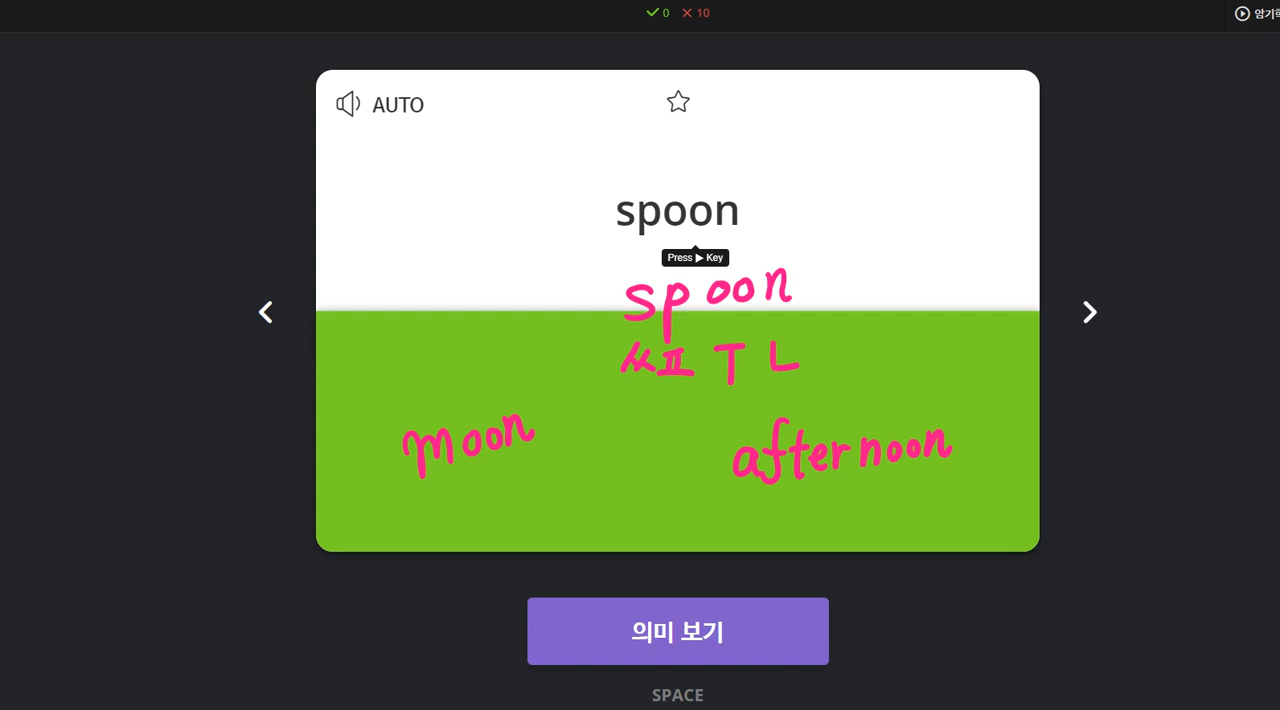 0 10
AUTO
spoon
Press ▶ Key
spoon
ㅆㅍ ㅜ ㄴ
moon afternoon
의미 보기
SPACE